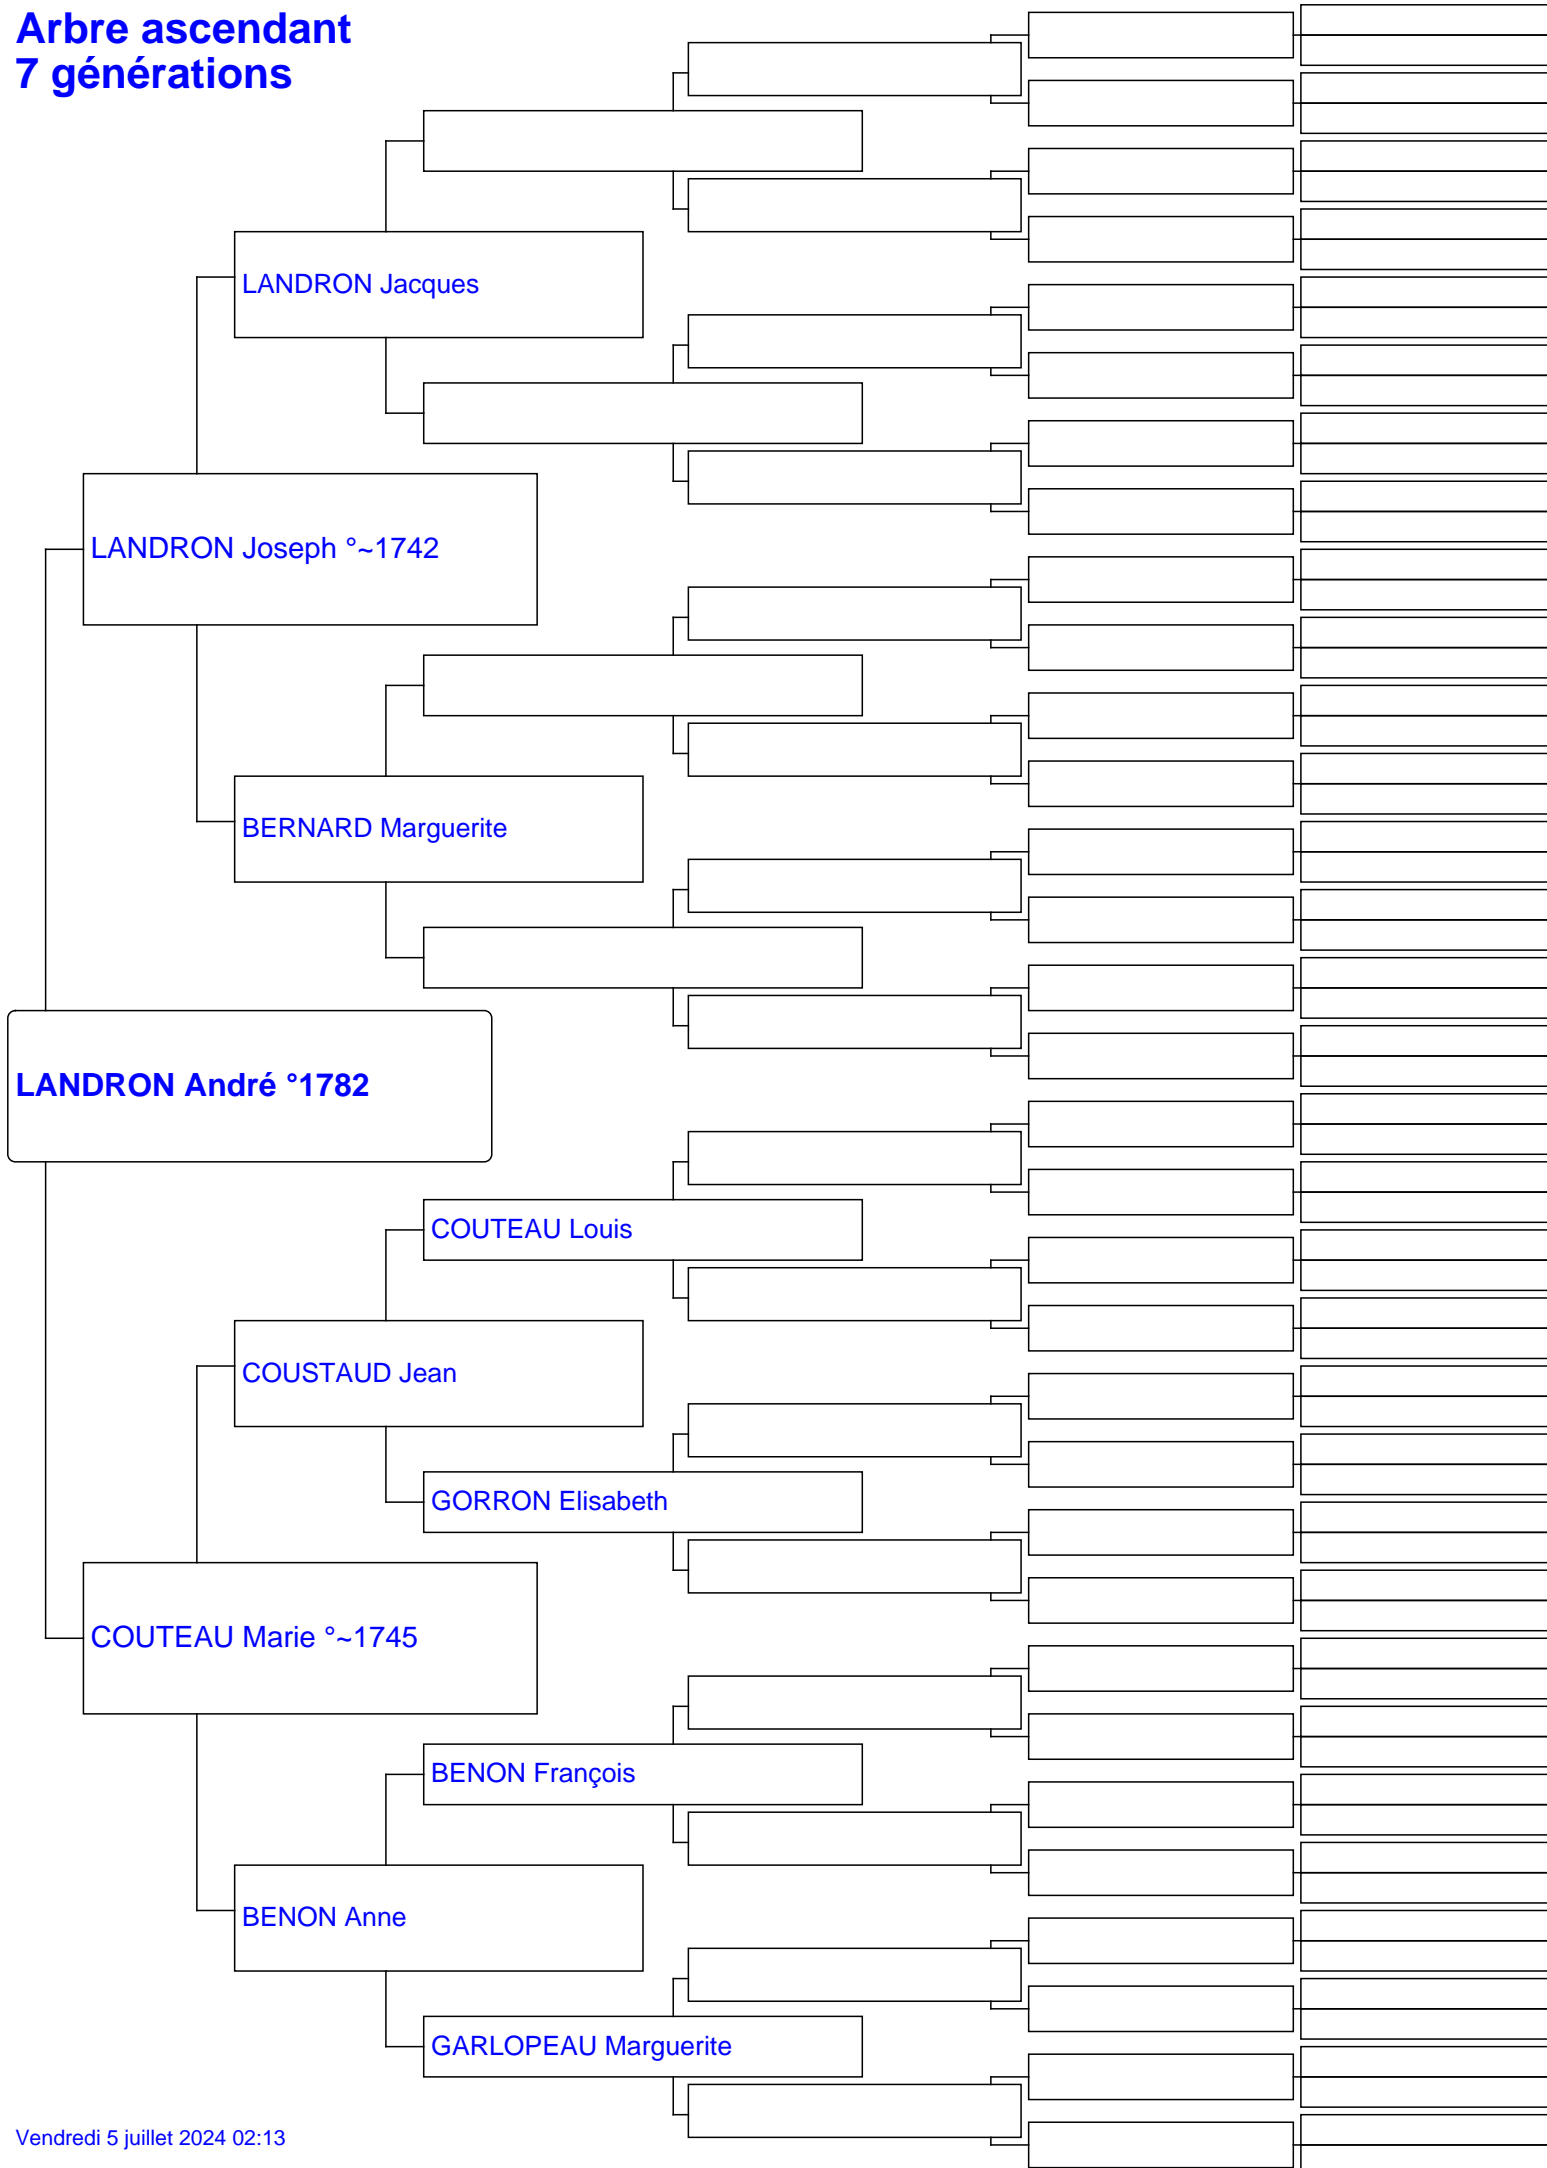 Arbre ascendant
7 générations
LANDRON Jacques
LANDRON Joseph °~1742
BERNARD Marguerite
LANDRON André °1782
COUTEAU Louis
COUSTAUD Jean
GORRON Elisabeth
COUTEAU Marie °~1745
BENON François
BENON Anne
GARLOPEAU Marguerite
Vendredi 5 juillet 2024 02:13